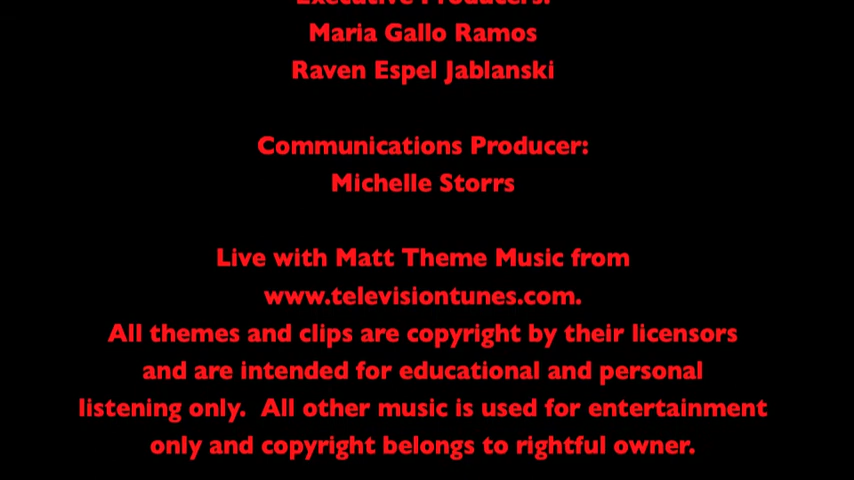 Executive Producers:
Maria Gallo Ramos
Raven Espel Jablanski
Communications Producer:
Michelle Storrs
Live with Matt Theme Music from
www.televisiontunes.com.
All themes and clips are copyright by their licensors
and are intended for educational and personal
listening only.  All other music is used for entertainment
only and copyright belongs to rightful owner.